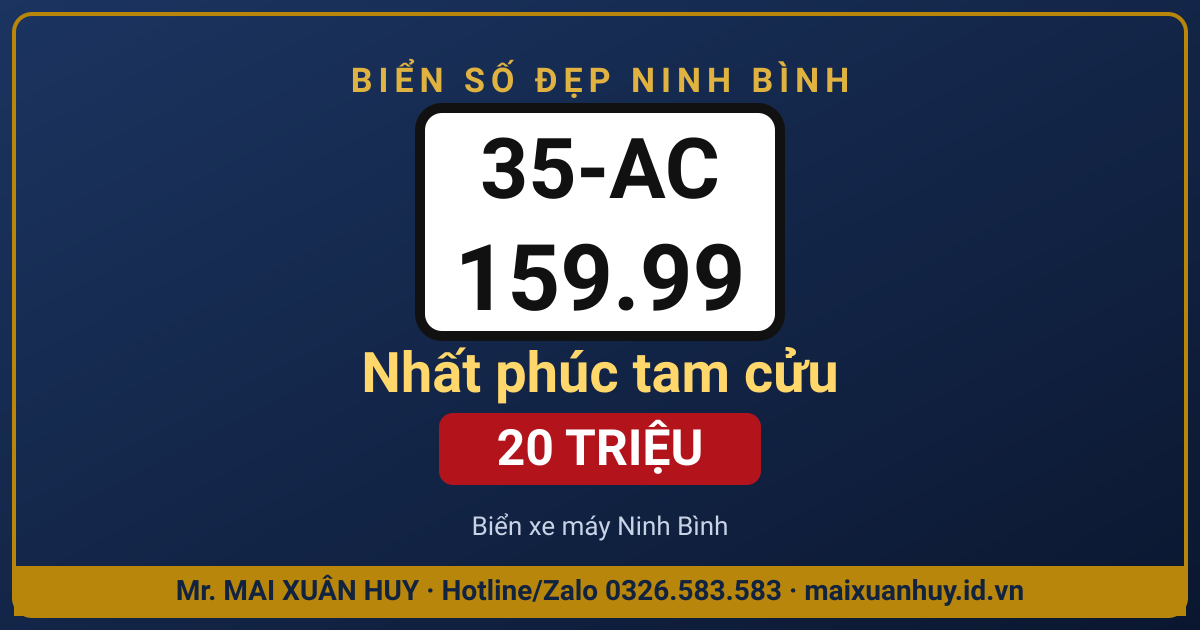 BIỂN SỐ ĐẸP NINH BÌNH
35-AC
159.99
Nhất phúc tam cửu
20 TRIỆU
Biển xe máy Ninh Bình
Mr. MAI XUÂN HUY · Hotline/Zalo 0326.583.583 · maixuanhuy.id.vn